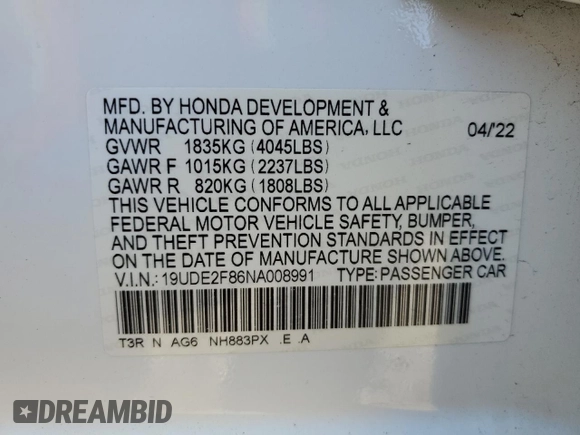 MFD. BY HONDA DEVELOPMENT &
MANUFACTURING OF AMERICA, LLC 04/'22
GVWR 1835KG (4045LBS)
GAWR F 1015KG (2237LBS)
GAWR R 820KG (1808LBS)
THIS VEHICLE CONFORMS TO ALL APPLICABLE
FEDERAL MOTOR VEHICLE SAFETY, BUMPER,
AND THEFT PREVENTION STANDARDS IN EFFECT
ON THE DATE OF MANUFACTURE SHOWN ABOVE.
V.I.N.: 19UDE2F86NA008991 TYPE: PASSENGER CAR
T3R N AG6 NH883PX .E .A
DREAMBID